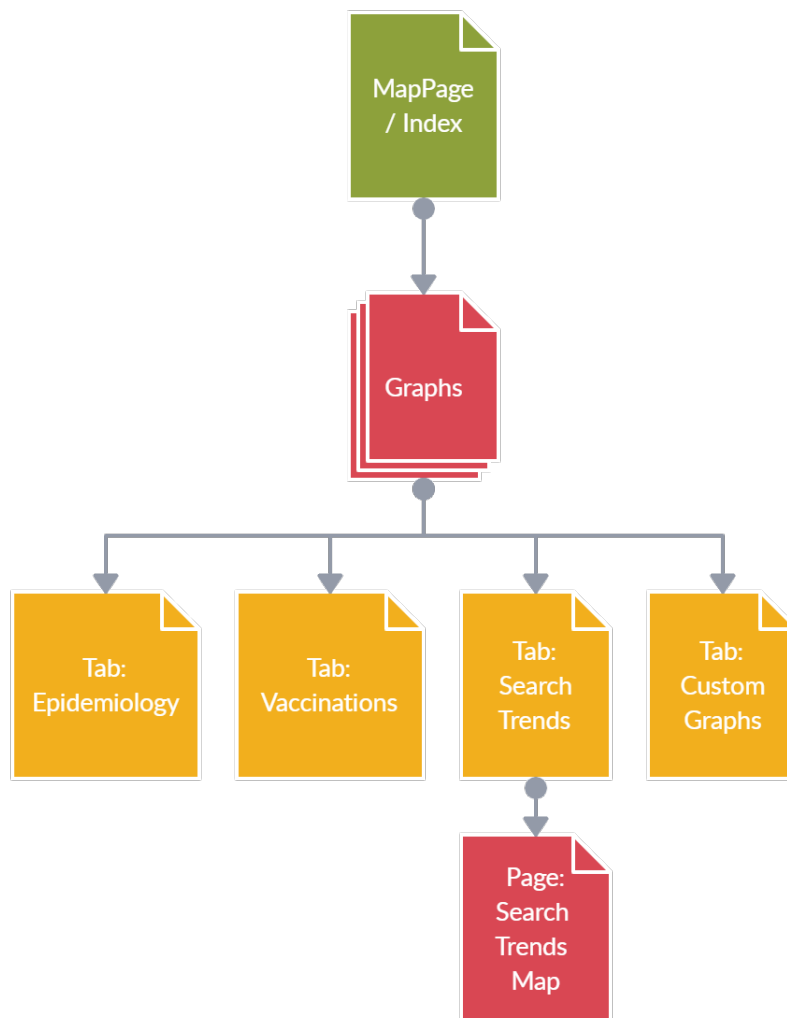 MapPage
/ Index
Graphs
Tab:
Epidemiology
Tab:
Vaccinations
Tab:
Search
Trends
Tab:
Custom
Graphs
Page:
Search
Trends
Map